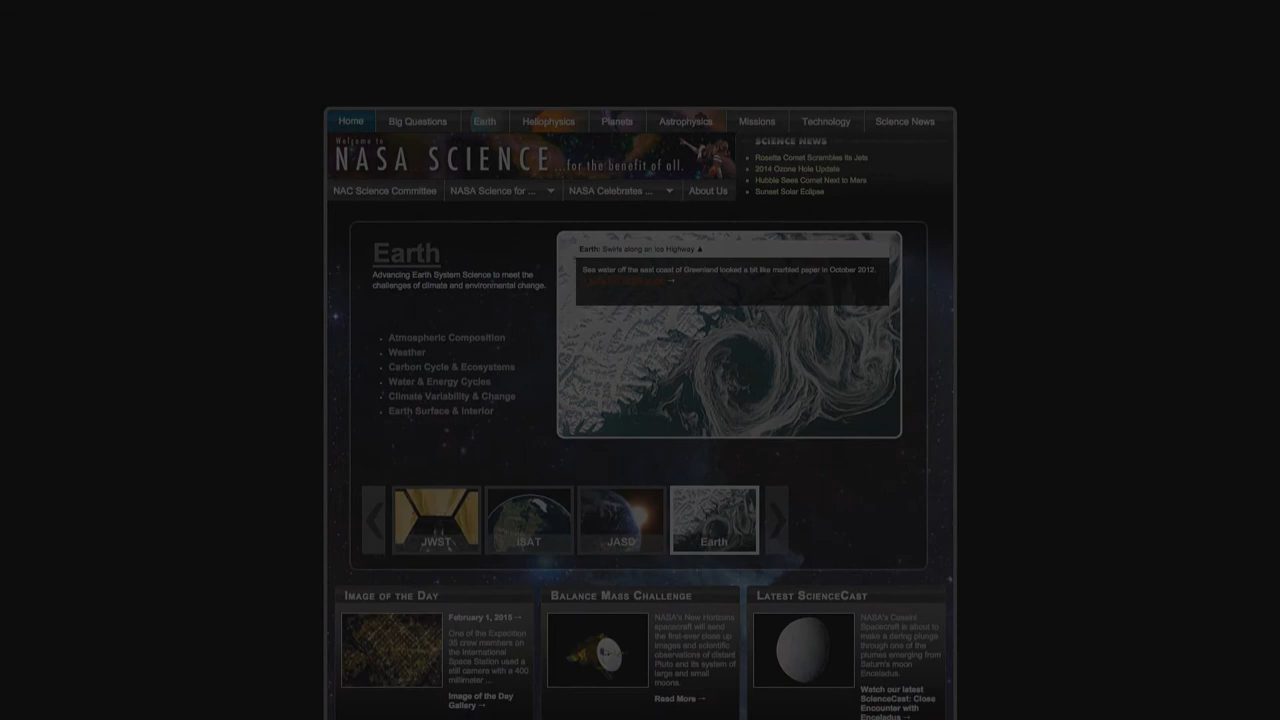 Home Big Questions Earth Heliophysics Planets Astrophysics Missions Technology Science News
Welcome to
NASA SCIENCE ...for the benefit of all.
SCIENCE NEWS
Rosetta Comet Scrambles Its Jets
2014 Ozone Hole Update
Hubble Sees Comet Next to Mars
Sunset Solar Eclipse
NAC Science Committee NASA Science for ... NASA Celebrates ... About Us
Earth
Advancing Earth System Science to meet the
challenges of climate and environmental change.
Atmospheric Composition
Weather
Carbon Cycle & Ecosystems
Water & Energy Cycles
Climate Variability & Change
Earth Surface & Interior
Earth: Swirls along an Ice Highway ▲
Sea water off the east coast of Greenland looked a bit like marbled paper in October 2012.
→
JWST ISAT JASD Earth
IMAGE OF THE DAY
February 1, 2015 →
One of the Expedition
35 crew members on
the International
Space Station used a
still camera with a 400
millimeter ...
Image of the Day
Gallery →
BALANCE MASS CHALLENGE
NASA's New Horizons
spacecraft will send
the first-ever close up
images and scientific
observations of distant
Pluto and its system of
large and small
moons.
Read More →
LATEST SCIENCECAST
NASA's Cassini
Spacecraft is about to
make a daring plunge
through one of the
plumes emerging from
Saturn's moon
Enceladus.
Watch our latest
ScienceCast: Close
Encounter with
Enceladus →